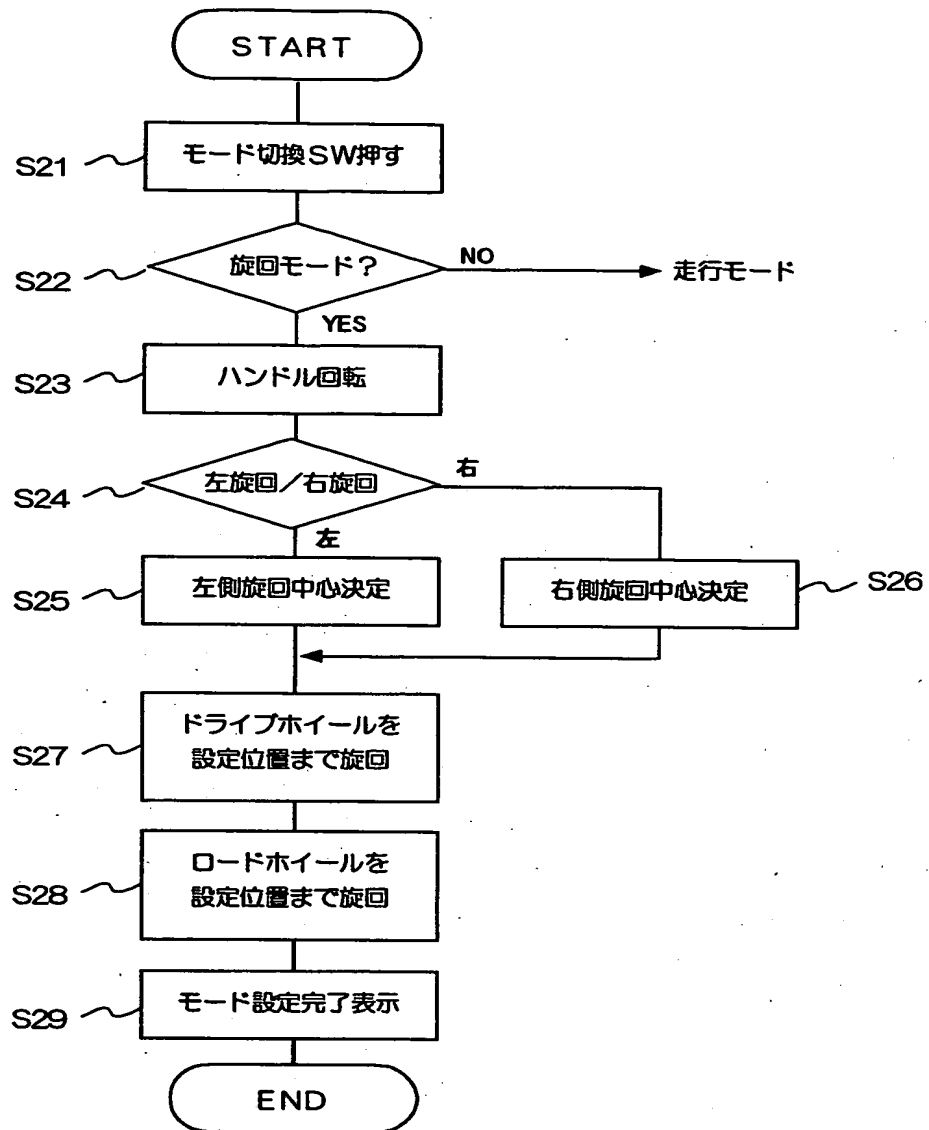 START
S21
モード切換SW押す
S22
旋回モード?
NO
走行モード
YES
S23
ハンドル回転
S24
左旋回/右旋回
右
左
S25
左側旋回中心決定
右側旋回中心決定
S26
S27
ドライブホイールを
設定位置まで旋回
S28
ロードホイールを
設定位置まで旋回
S29
モード設定完了表示
END